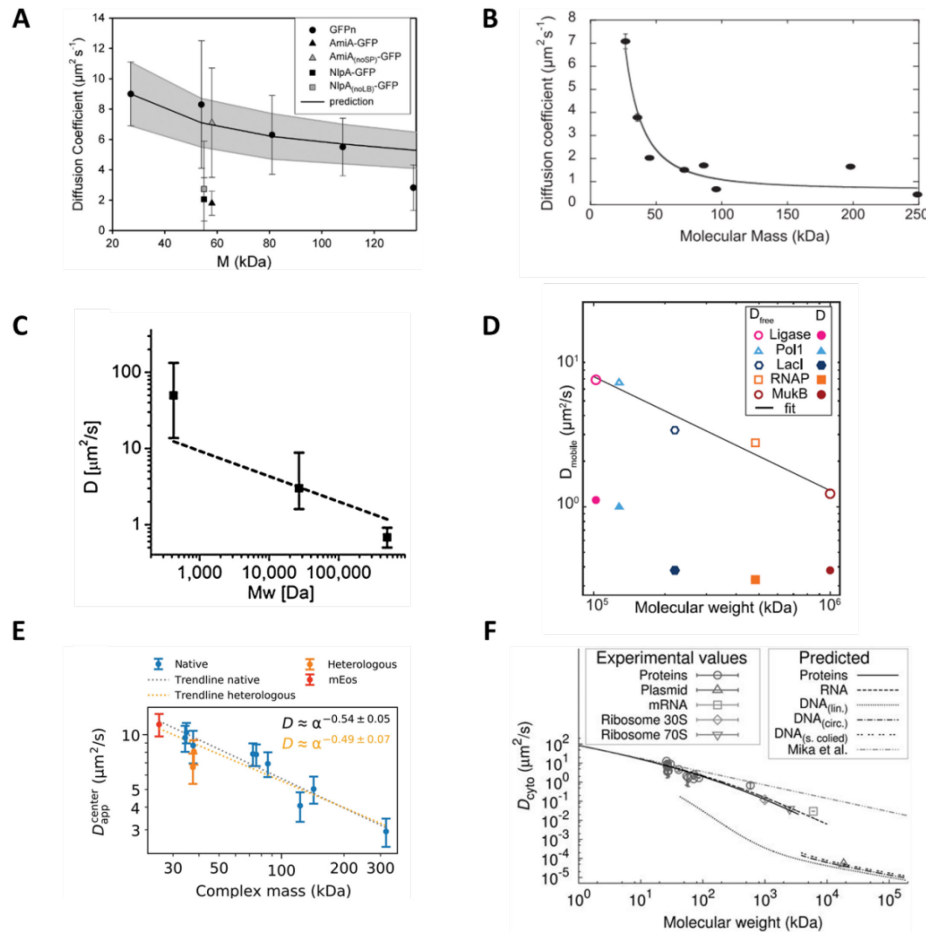 A
Diffusion Coefficient (µm² s⁻¹)
14
12
10
8
6
4
2
0
GFPn
AmiA-GFP
AmiA(noSP)-GFP
NlpA-GFP
NlpA(noLB)-GFP
prediction
20
40
60
80
100
120
M (kDa)
B
Diffusion coefficient (µm² s⁻¹)
8
7
6
5
4
3
2
1
0
0
50
100
150
200
250
Molecular Mass (kDa)
C
D [µm²/s]
100
10
1
1,000
10,000
100,000
Mw [Da]
D
Dmobile (µm²/s)
10¹
10⁰
Dfree D
Ligase
Pol1
LacI
RNAP
MukB
fit
10⁵
10⁶
Molecular weight (kDa)
E
Native
Trendline native
Trendline heterologous
Heterologous
mEos
D ≈ α^−0.54 ± 0.05
D ≈ α^−0.49 ± 0.07
D^center_app (µm²/s)
10
5
4
3
30
50
100
200
300
Complex mass (kDa)
F
Experimental values
Proteins
Plasmid
mRNA
Ribosome 30S
Ribosome 70S
Predicted
Proteins
RNA
DNA(lin.)
DNA(circ.)
DNA(s. colied)
Mika et al.
Dcyto (µm²/s)
10²
10¹
10⁰
10⁻¹
10⁻²
10⁻³
10⁻⁴
10⁻⁵
10⁰
10¹
10²
10³
10⁴
10⁵
Molecular weight (kDa)